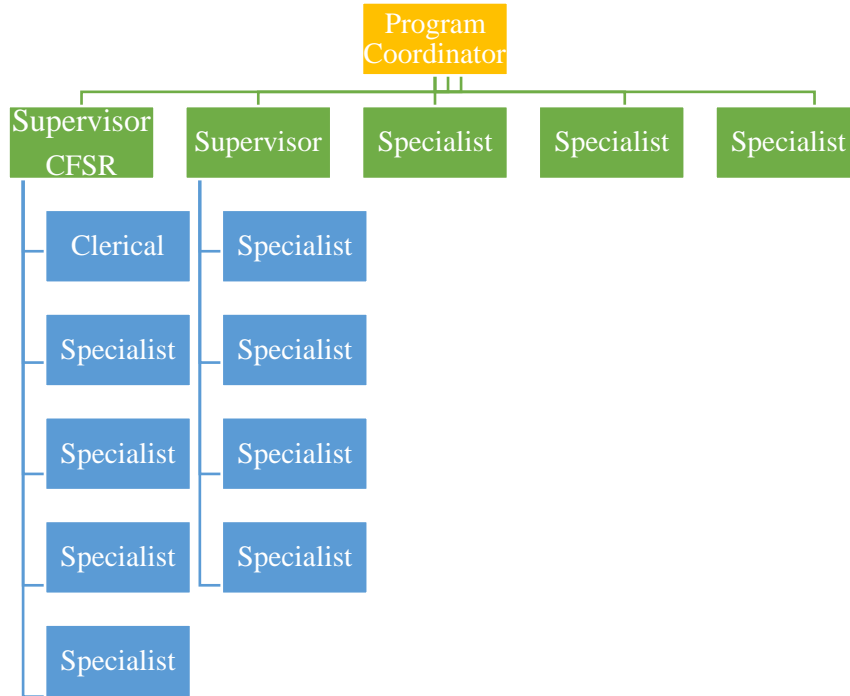 Program
Coordinator
Supervisor
CFSR
Supervisor
Specialist
Specialist
Specialist
Clerical
Specialist
Specialist
Specialist
Specialist
Specialist
Specialist
Specialist
Specialist